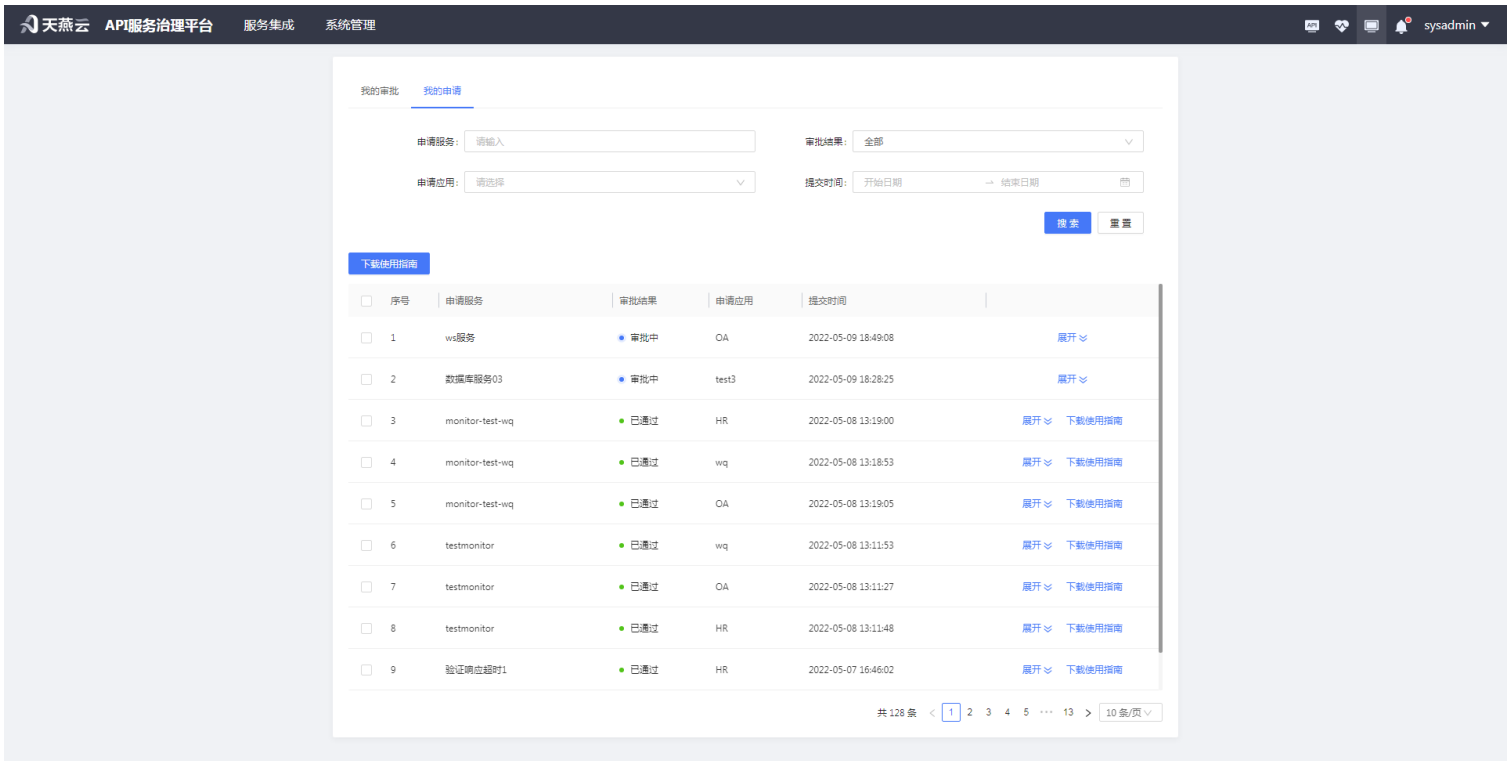 天燕云 API服务治理平台 服务集成 系统管理 API sysadmin
我的审批 我的申请
申请服务: 请输入 审批结果: 全部
申请应用: 请选择 提交时间: 开始日期 → 结束日期
搜索 重置
下载使用指南
序号 申请服务 审批结果 申请应用 提交时间
1 ws服务 审批中 OA 2022-05-09 18:49:08 展开
2 数据库服务03 审批中 test3 2022-05-09 18:28:25 展开
3 monitor-test-wq 已通过 HR 2022-05-08 13:19:00 展开 下载使用指南
4 monitor-test-wq 已通过 wq 2022-05-08 13:18:53 展开 下载使用指南
5 monitor-test-wq 已通过 OA 2022-05-08 13:19:05 展开 下载使用指南
6 testmonitor 已通过 wq 2022-05-08 13:11:53 展开 下载使用指南
7 testmonitor 已通过 OA 2022-05-08 13:11:27 展开 下载使用指南
8 testmonitor 已通过 HR 2022-05-08 13:11:48 展开 下载使用指南
9 验证响应超时1 已通过 HR 2022-05-07 16:46:02 展开 下载使用指南
共 128 条 < 1 2 3 4 5 ··· 13 > 10 条/页